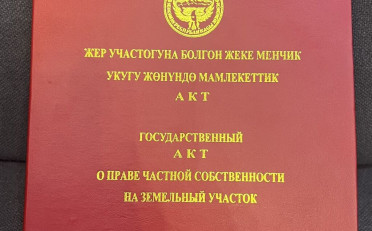 ЖЕР УЧАСТОГУНА БОЛГОН ЖЕКЕ МЕНЧИК
УКУГУ ЖӨНҮНДӨ МАМЛЕКЕТТИК
АКТ
ГОСУДАРСТВЕННЫЙ
АКТ
О ПРАВЕ ЧАСТНОЙ СОБСТВЕННОСТИ
НА ЗЕМЕЛЬНЫЙ УЧАСТОК